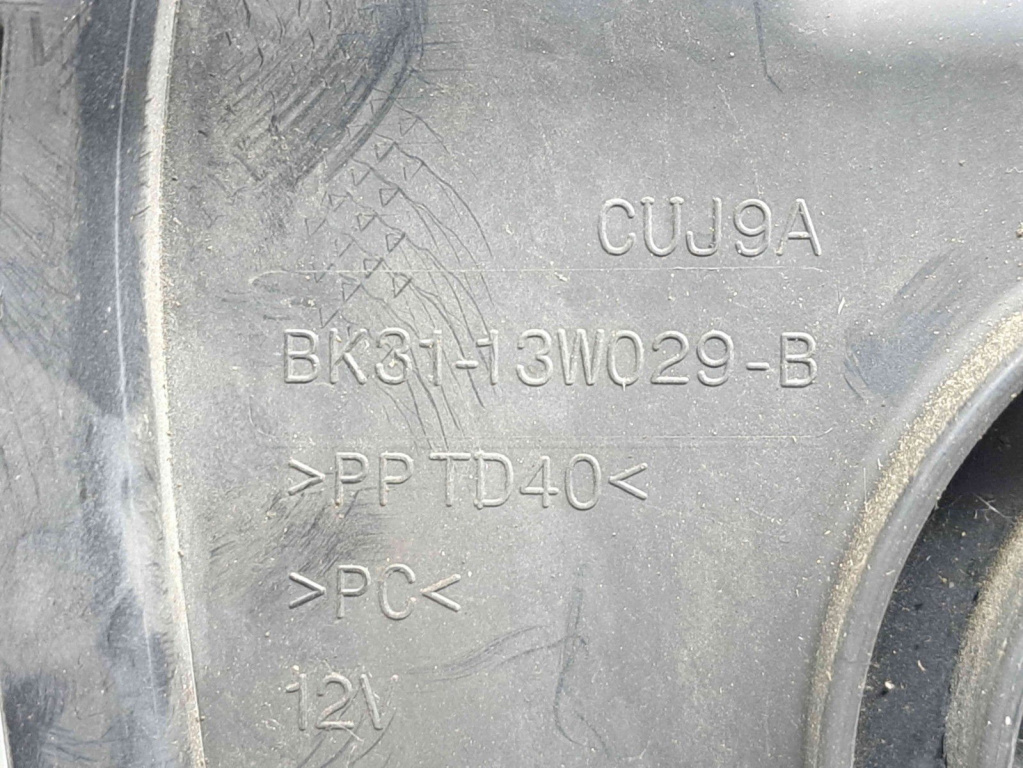 CUJ9A
BK31-13W029-B
>PP TD40<
>PC<
12V